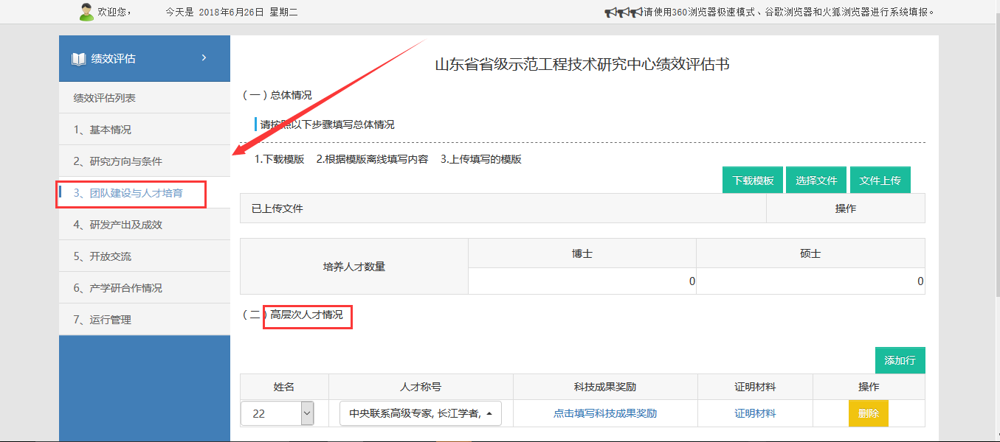 欢迎您， 今天是 2018年6月26日 星期二 请使用360浏览器极速模式、谷歌浏览器和火狐浏览器进行系统填报。
绩效评估
绩效评估列表
1、基本情况
2、研究方向与条件
3、团队建设与人才培育
4、研发产出及成效
5、开放交流
6、产学研合作情况
7、运行管理
山东省省级示范工程技术研究中心绩效评估书
（一）总体情况
请按照以下步骤填写总体情况
1.下载模版 2.根据模版离线填写内容 3.上传填写的模版
下载模板 选择文件 文件上传
已上传文件 操作
培养人才数量 博士 硕士
0 0
（二）高层次人才情况
添加行
姓名 人才称号 科技成果奖励 证明材料 操作
22 中央联系高级专家, 长江学者, 点击填写科技成果奖励 证明材料 删除